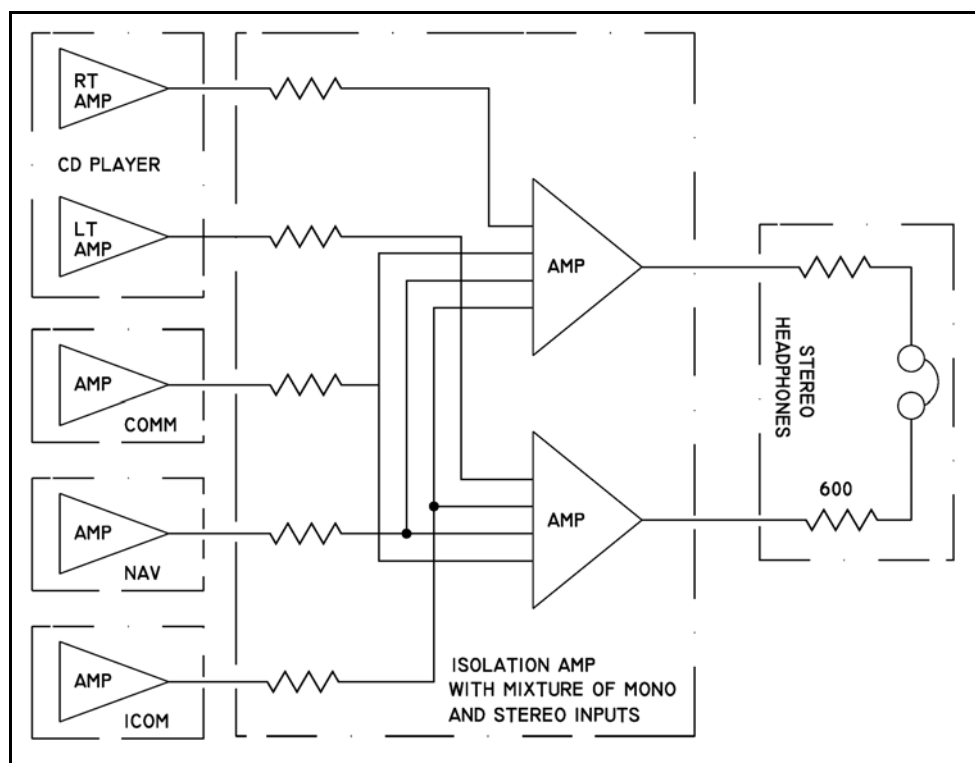 RT
AMP
CD PLAYER
LT
AMP
AMP
COMM
AMP
NAV
AMP
ICOM
AMP
AMP
ISOLATION AMP
WITH MIXTURE OF MONO
AND STEREO INPUTS
STEREO
HEADPHONES
600